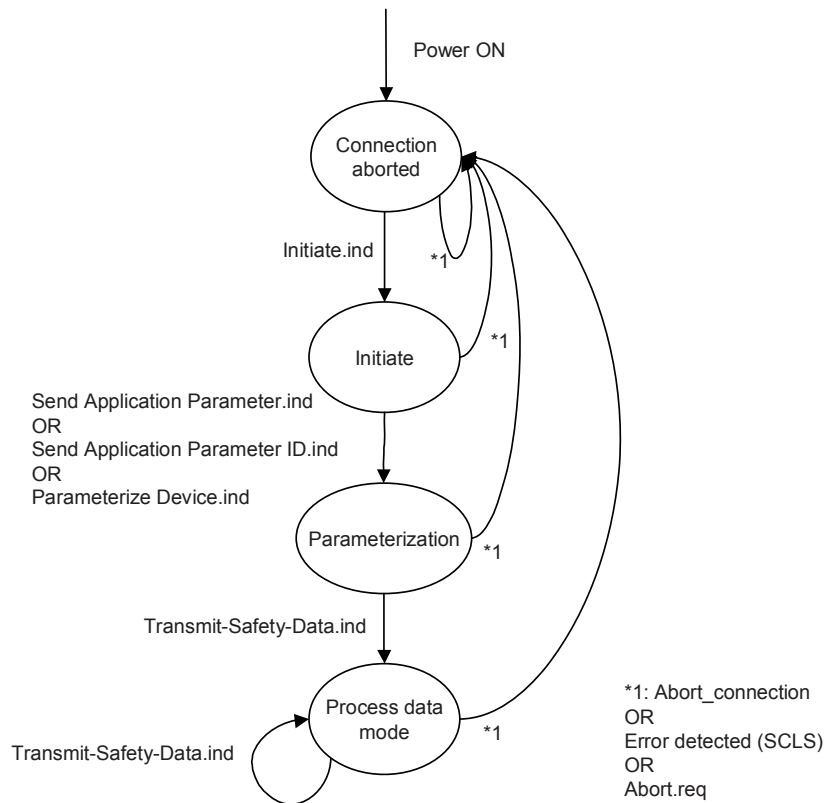 Power ON
Connection
aborted
Initiate.ind
*1
Initiate
*1
Send Application Parameter.ind
OR
Send Application Parameter ID.ind
OR
Parameterize Device.ind
Parameterization
*1
Transmit-Safety-Data.ind
Process data
mode
*1
Transmit-Safety-Data.ind
*1: Abort_connection
OR
Error detected (SCLS)
OR
Abort.req